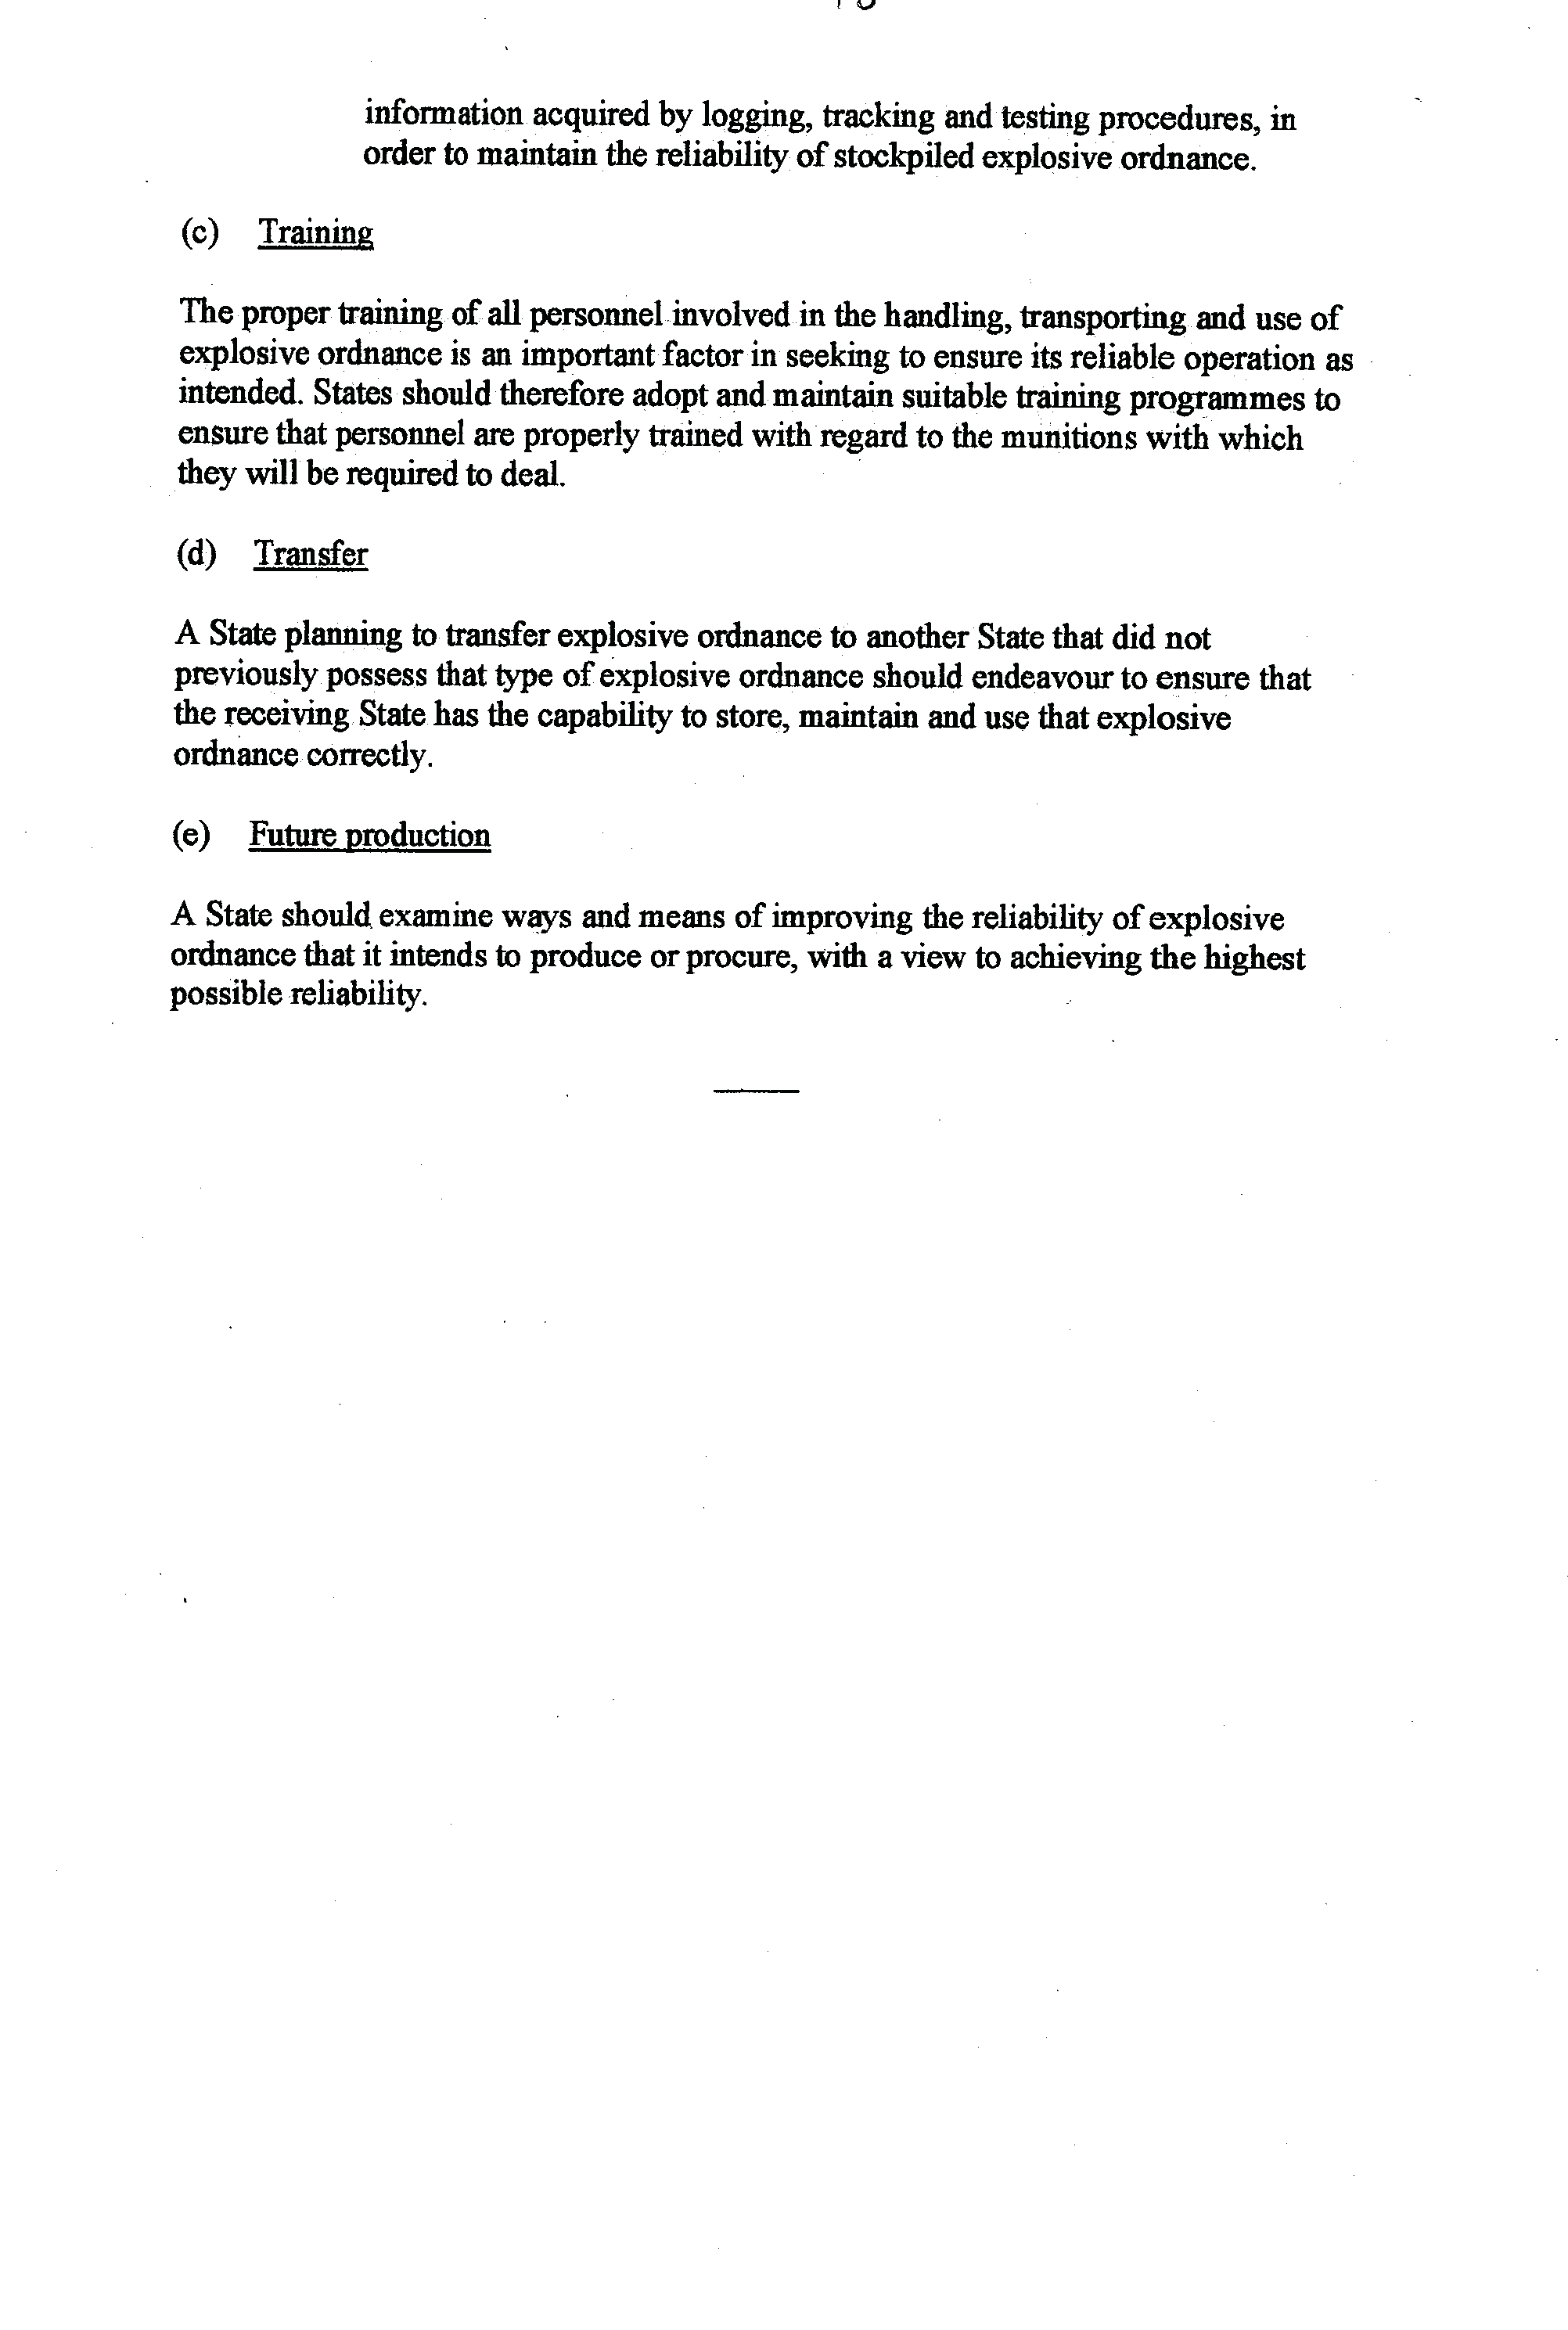 information acquired by logging, tracking and testing procedures, in
order to maintain the reliability of stockpiled explosive ordnance.
(c) Training
The proper training of all personnel involved in the handling, transporting and use of
explosive ordnance is an important factor in seeking to ensure its reliable operation as
intended. States should therefore adopt and maintain suitable training programmes to
ensure that personnel are properly trained with regard to the munitions with which
they will be required to deal.
(d) Transfer
A State planning to transfer explosive ordnance to another State that did not
previously possess that type of explosive ordnance should endeavour to ensure that
the receiving State has the capability to store, maintain and use that explosive
ordnance correctly.
(e) Future production
A State should examine ways and means of improving the reliability of explosive
ordnance that it intends to produce or procure, with a view to achieving the highest
possible reliability.